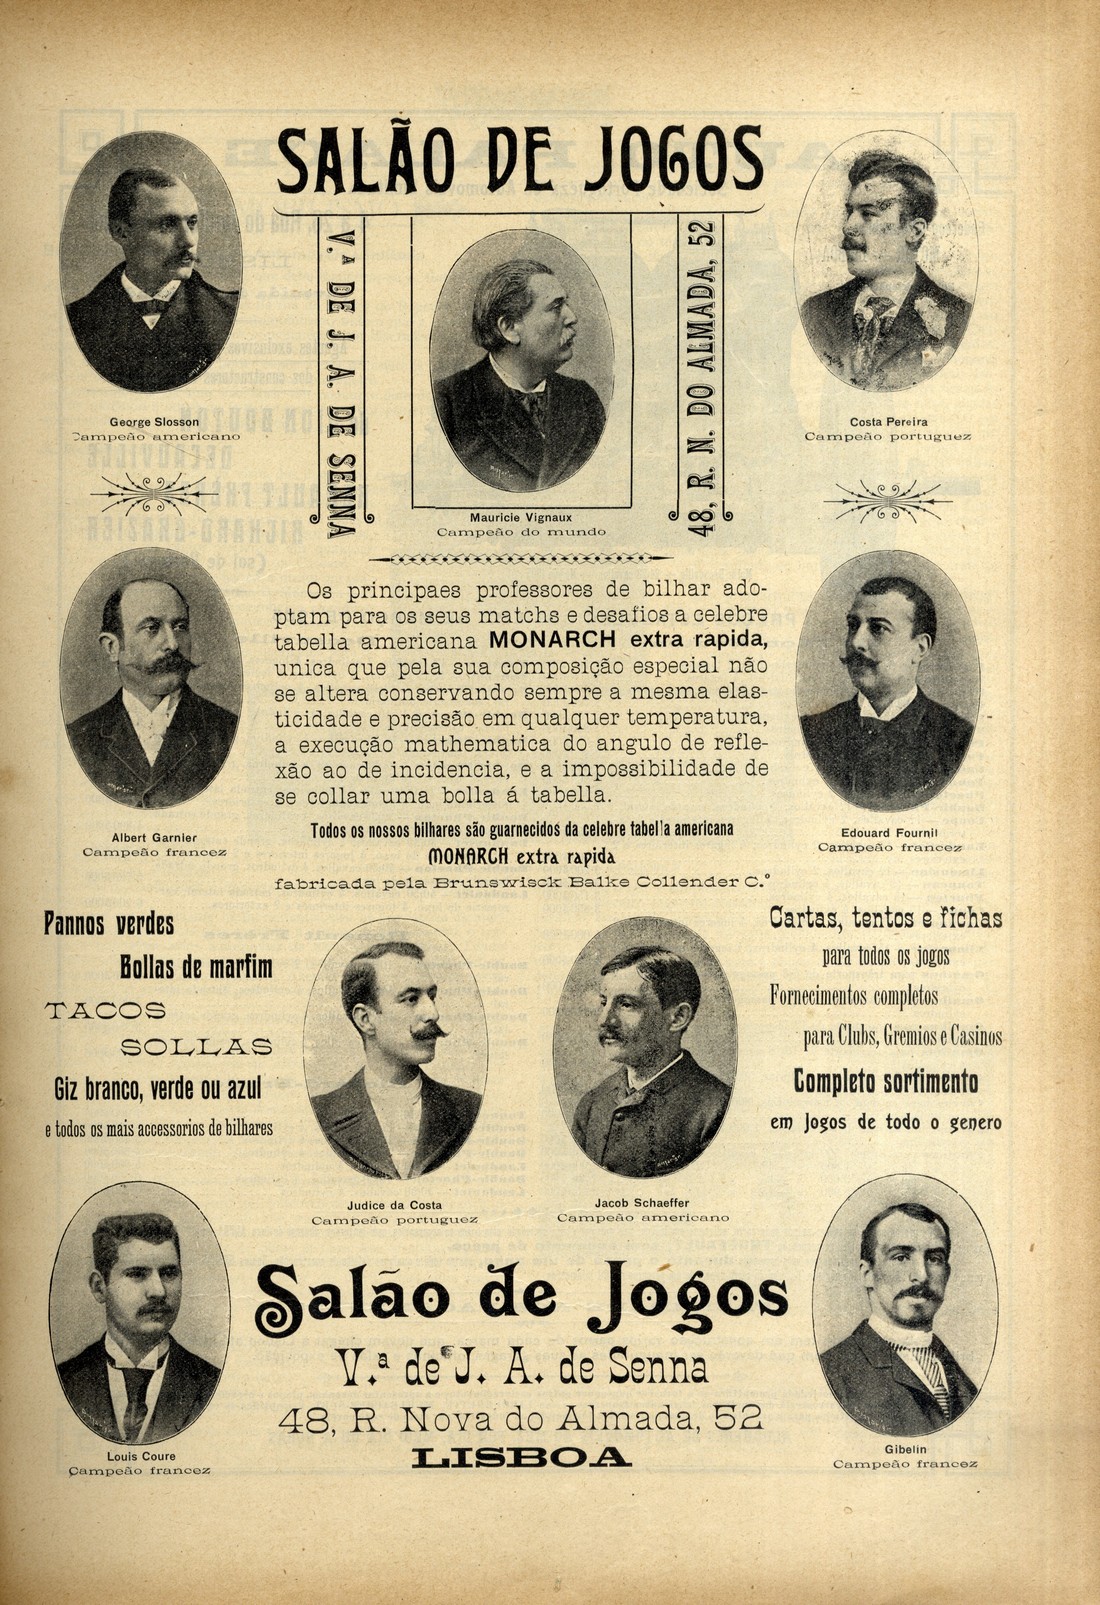 SALÃO DE JOGOS
V.ª DE J. A. DE SENNA
48, R. N. DO ALMADA, 52
George Slosson
Campeão americano
Mauricie Vignaux
Campeão do mundo
Costa Pereira
Campeão portuguez
Os principaes professores de bilhar ado-
ptam para os seus matchs e desafios a celebre
tabella americana MONARCH extra rapida,
unica que pela sua composição especial não
se altera conservando sempre a mesma elas-
ticidade e precisão em qualquer temperatura,
a execução mathematica do angulo de refle-
xão ao de incidencia, e a impossibilidade de
se collar uma bolla á tabella.
Albert Garnier
Campeão francez
Edouard Fournil
Campeão francez
Todos os nossos bilhares são guarnecidos da celebre tabella americana
MONARCH extra rapida
fabricada pela Brunswisck Balke Collender C.º
Pannos verdes
Bollas de marfim
TACOS
SOLLAS
Giz branco, verde ou azul
e todos os mais accessorios de bilhares
Cartas, tentos e fichas
para todos os jogos
Fornecimentos completos
para Clubs, Gremios e Casinos
Completo sortimento
em jogos de todo o genero
Judice da Costa
Campeão portuguez
Jacob Schaeffer
Campeão americano
Salão de Jogos
V.ª de J. A. de Senna
48, R. Nova do Almada, 52
LISBOA
Louis Coure
Campeão francez
Gibelin
Campeão francez